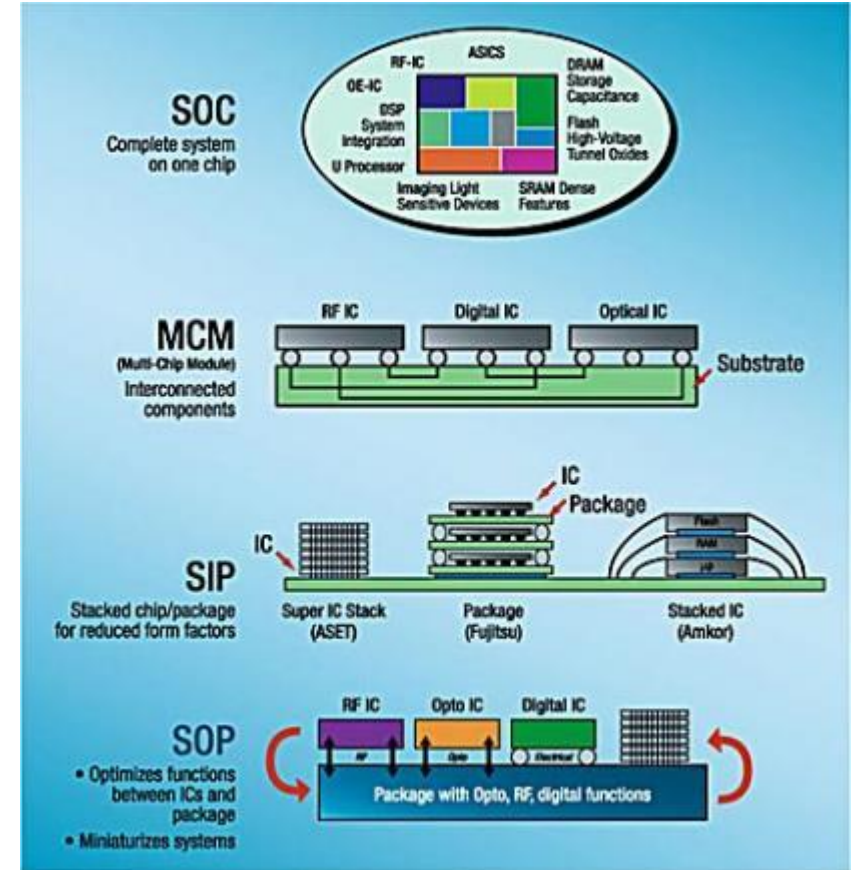 SOC
Complete system
on one chip
RF-IC
ASICS
OE-IC
DSP
System
Integration
U Processor
DRAM
Storage
Capacitance
Flash
High-Voltage
Tunnel Oxides
Imaging Light
Sensitive Devices
SRAM Dense
Features
MCM
(Multi-Chip Module)
Interconnected
components
RF IC
Digital IC
Optical IC
Substrate
SIP
Stacked chip/package
for reduced form factors
IC
IC
Package
Flash
RAM
Super IC Stack
(ASET)
Package
(Fujitsu)
Stacked IC
(Amkor)
SOP
• Optimizes functions
between ICs and
package
• Miniaturizes systems
RF IC
Opto IC
Digital IC
RF
Opto
Electrical
Package with Opto, RF, digital functions